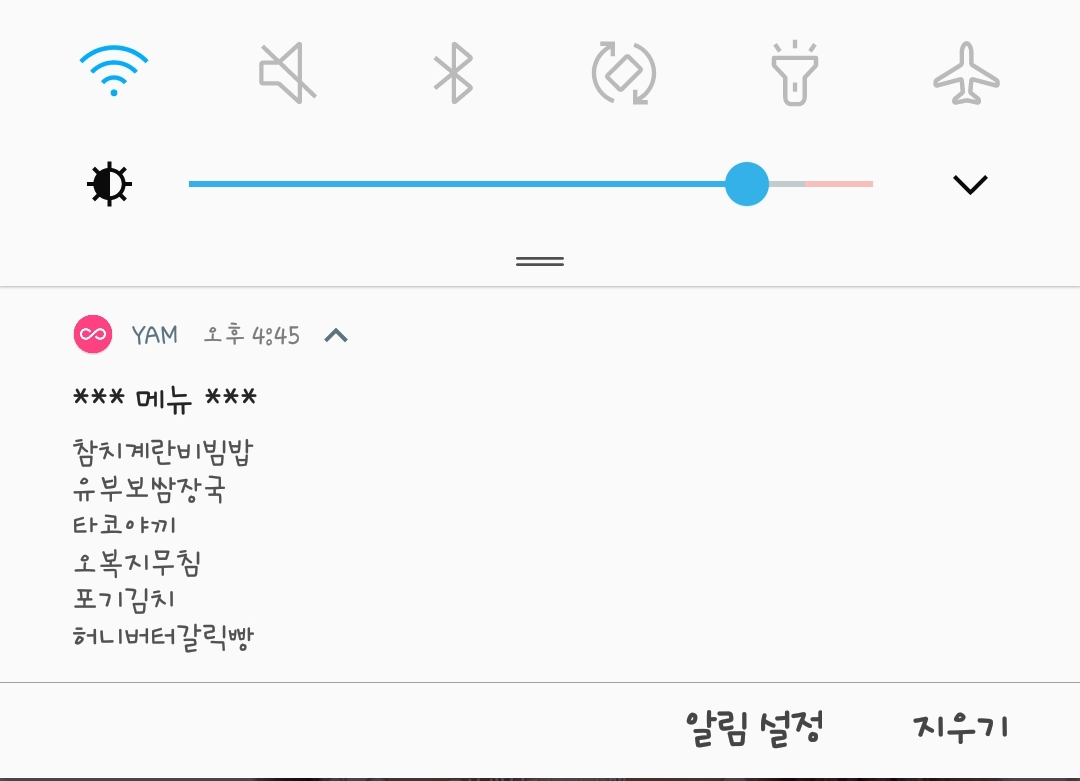 YAM 오후 4:45
*** 메뉴 ***
참치계란비빔밥
유부보쌈장국
타코야끼
오복지무침
포기김치
허니버터갈릭빵
알림 설정 지우기